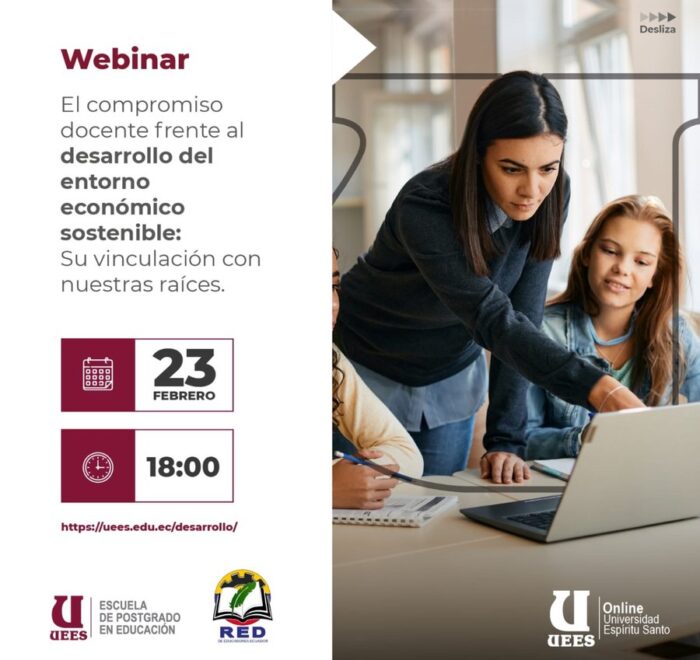 Webinar
El compromiso
docente frente al
desarrollo del
entorno
económico
sostenible:
Su vinculación con
nuestras raíces.
23
FEBRERO
18:00
https://uees.edu.ec/desarrollo/
UEES
ESCUELA
DE POSTGRADO
EN EDUCACIÓN
RED
Desliza
UEES
Online
Universidad
Espíritu Santo